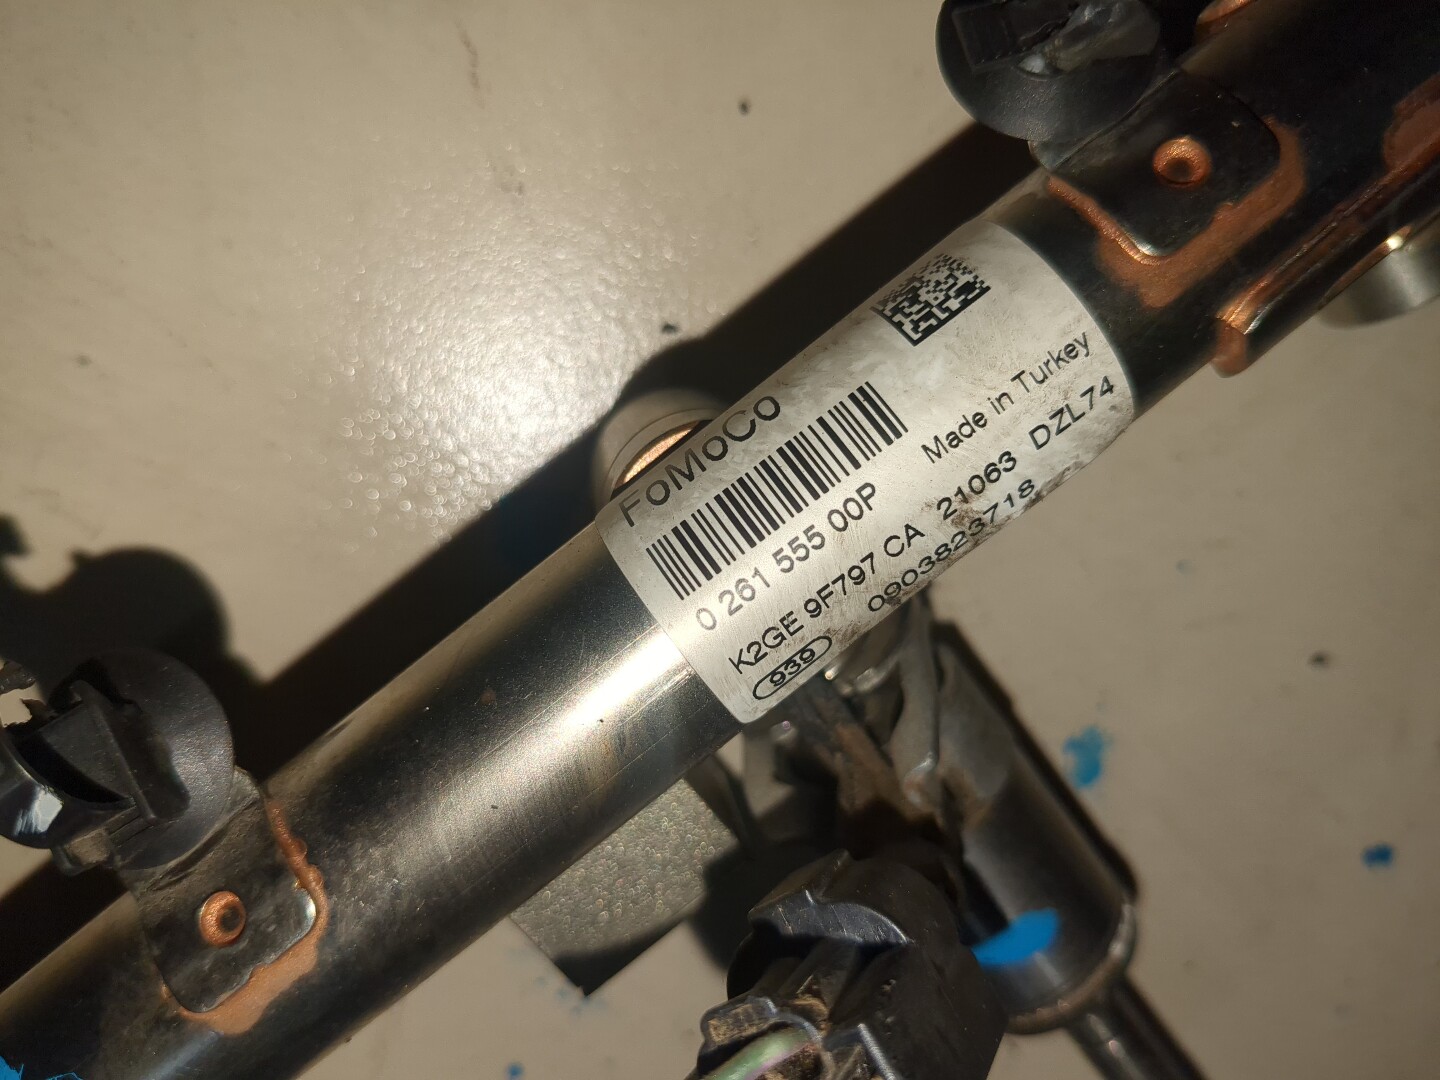 FoMoCo
0 261 555 00P
Made in Turkey
K2GE 9F797 CA 21063 DZL74
939
0903823718